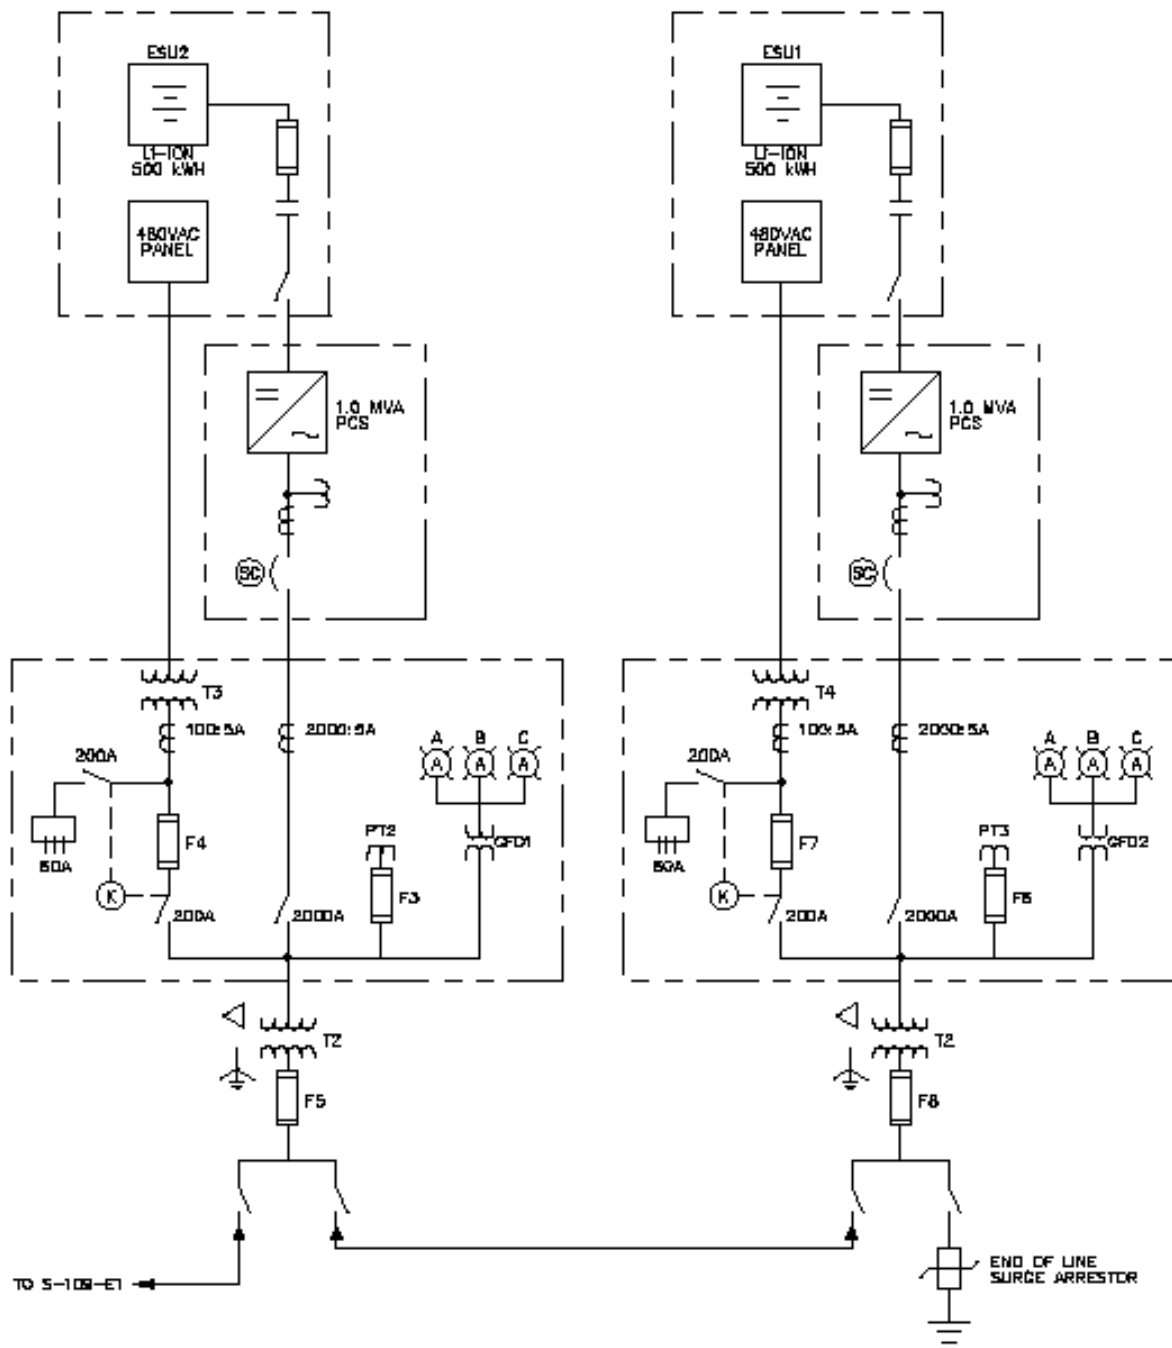 ESU2
LI-ION
500 kWH
480VAC
PANEL
1.0 MVA
PCS
SC
T3
100:5A
2000:5A
200A
A B C
A A A
60A
F4
PT2
GFD1
K
200A
2000A
F3
T2
F5
TO S-109-E1
ESU1
LI-ION
500 kWH
480VAC
PANEL
1.0 MVA
PCS
SC
T4
100:5A
2000:5A
200A
A B C
A A A
60A
F7
PT3
GFD2
K
200A
2000A
F6
T2
F8
END OF LINE
SURGE ARRESTOR